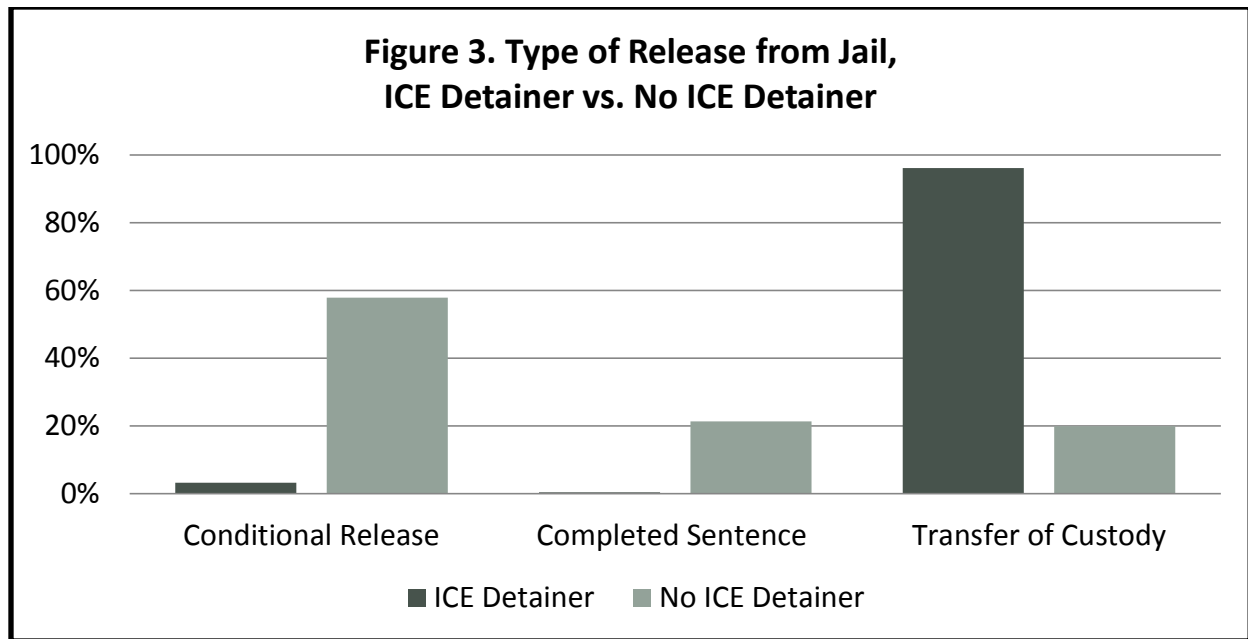 Figure 3. Type of Release from Jail,
ICE Detainer vs. No ICE Detainer
100%
80%
60%
40%
20%
0%
Conditional Release
Completed Sentence
Transfer of Custody
ICE Detainer
No ICE Detainer